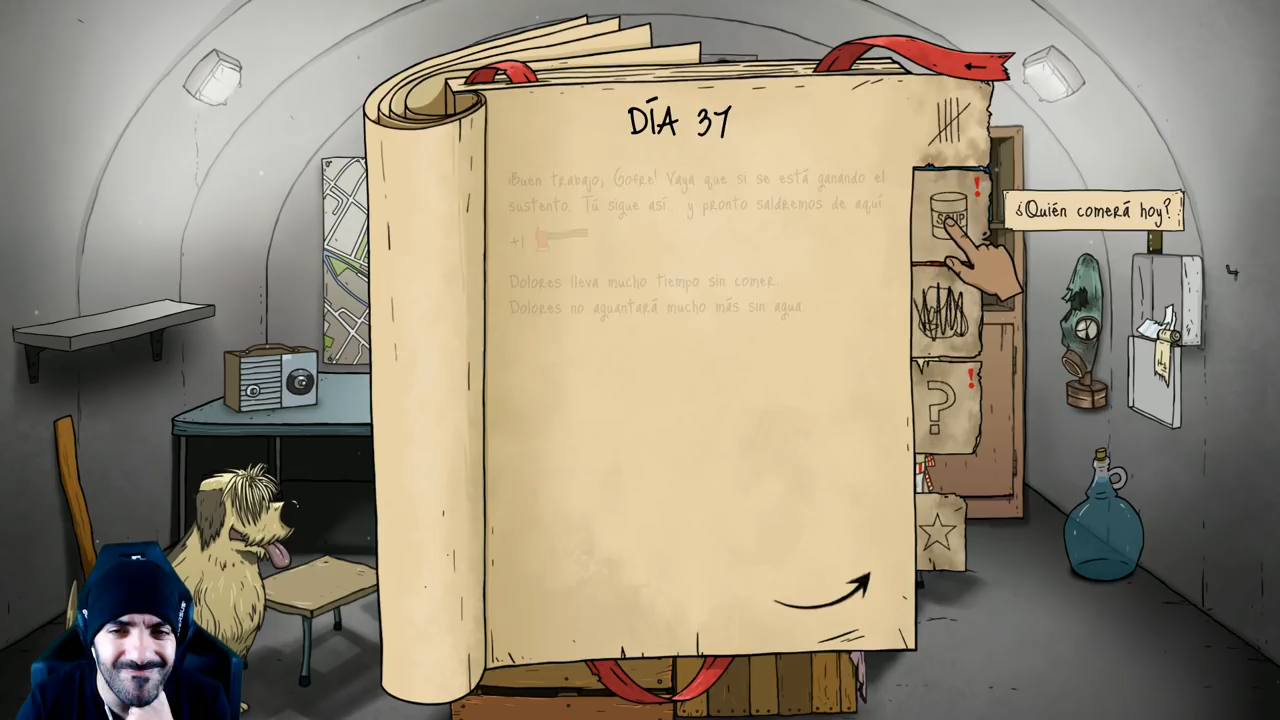 DÍA 37
¡Buen trabajo, Gofre! Vaya que si se está ganando el
sustento. Tú sigue así.. y pronto saldremos de aquí
+1
Dolores lleva mucho tiempo sin comer.
Dolores no aguantará mucho más sin agua.
SOUP
¿Quién comerá hoy?